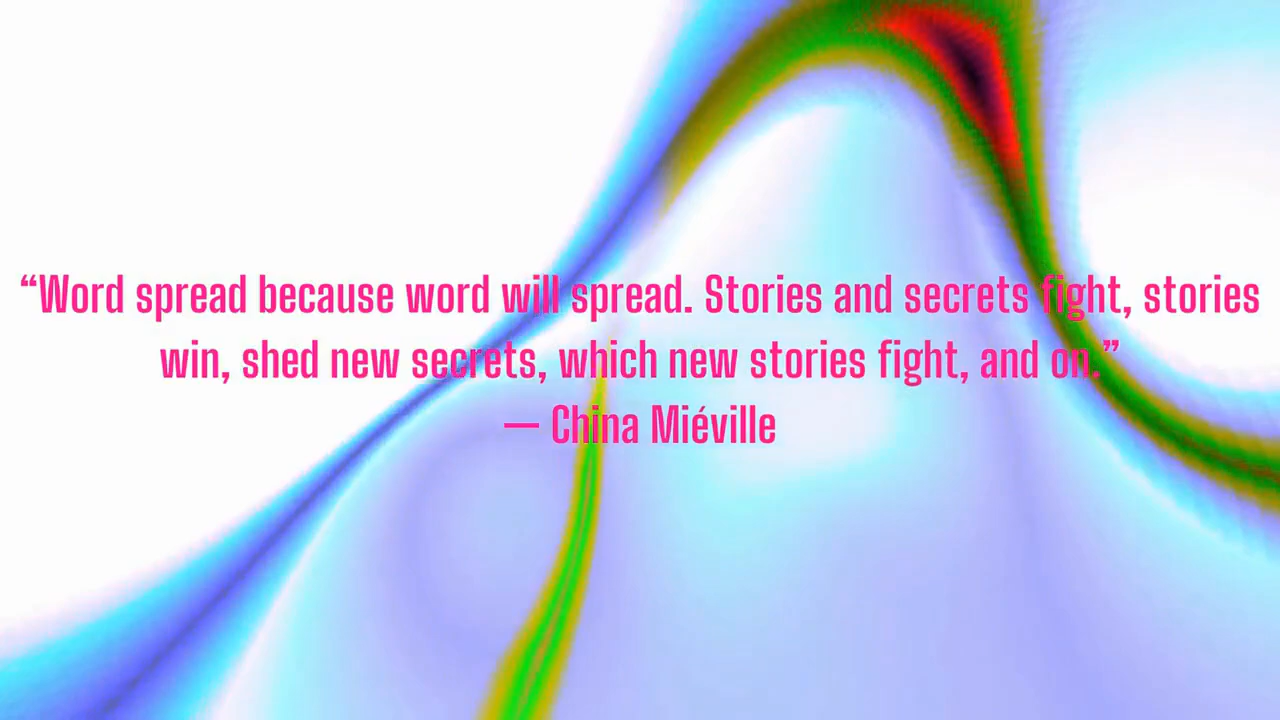 “Word spread because word will spread. Stories and secrets fight, stories
win, shed new secrets, which new stories fight, and on.”
— China Miéville